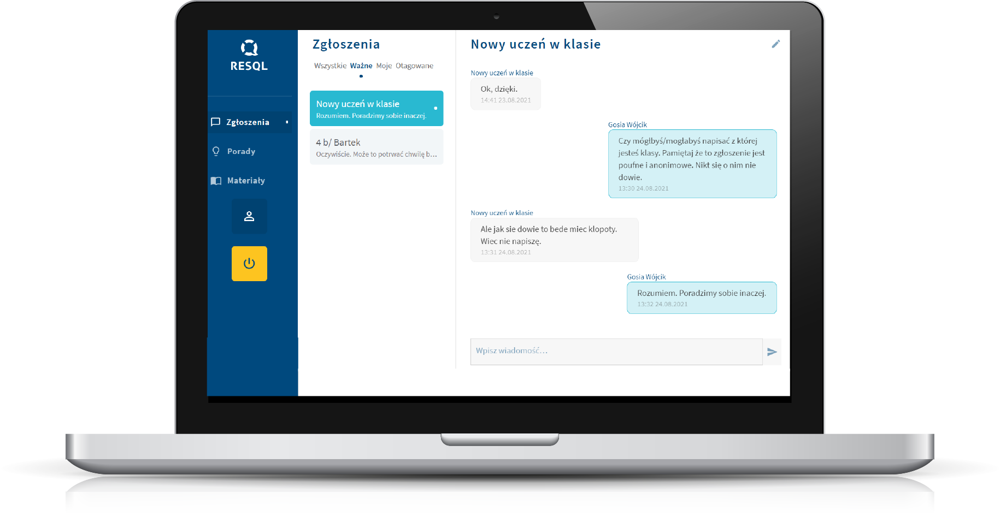 RESQL
Zgłoszenia
Porady
Materiały
Zgłoszenia
Wszystkie Ważne Moje Otagowane
Nowy uczeń w klasie
Rozumiem. Poradzimy sobie inaczej.
4 b/ Bartek
Oczywiście. Może to potrwać chwilę b...
Nowy uczeń w klasie
Nowy uczeń w klasie
Ok, dzięki.
14:41 23.08.2021
Gosia Wójcik
Czy mógłbyś/mogłabyś napisać z której
jesteś klasy. Pamiętaj że to zgłoszenie jest
poufne i anonimowe. Nikt się o nim nie
dowie.
13:30 24.08.2021
Nowy uczeń w klasie
Ale jak sie dowie to bede miec klopoty.
Wiec nie napiszę.
13:31 24.08.2021
Gosia Wójcik
Rozumiem. Poradzimy sobie inaczej.
13:32 24.08.2021
Wpisz wiadomość...